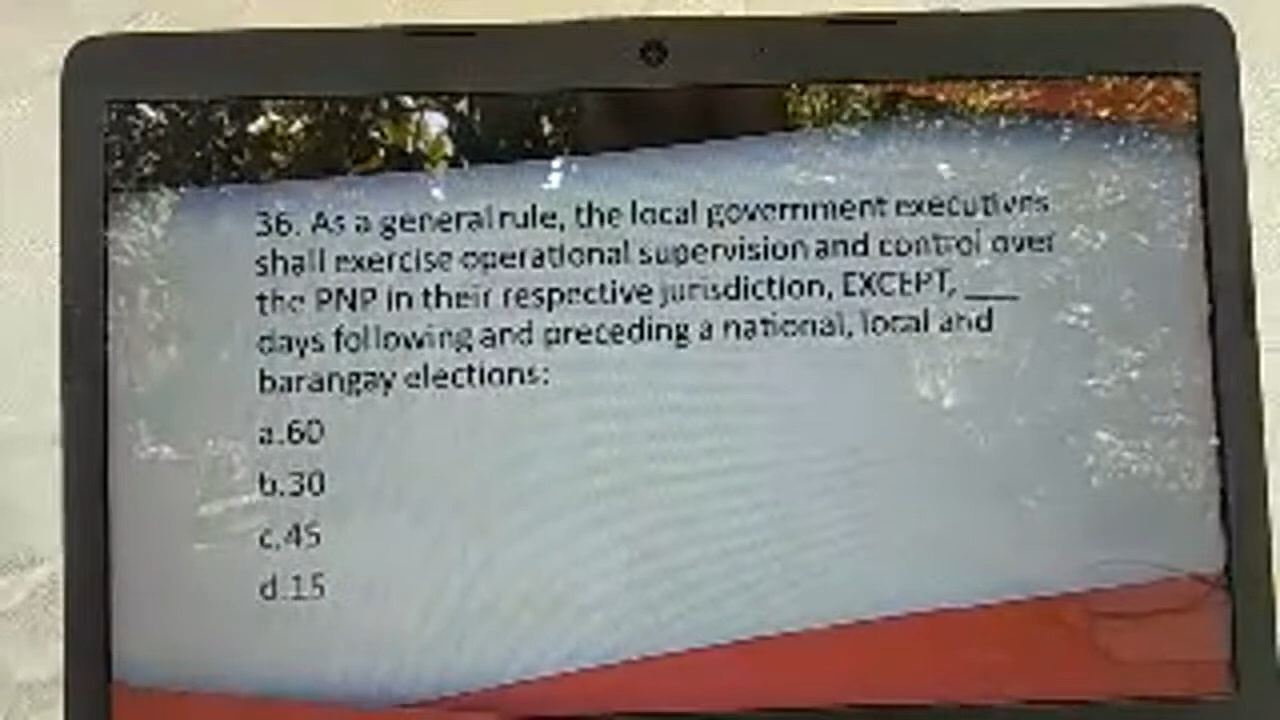 36. As a general rule, the local government executives
shall exercise operational supervision and control over
the PNP in their respective jurisdiction, EXCEPT, ___
days following and preceding a national, local and
barangay elections:
a.60
b.30
c.45
d.15